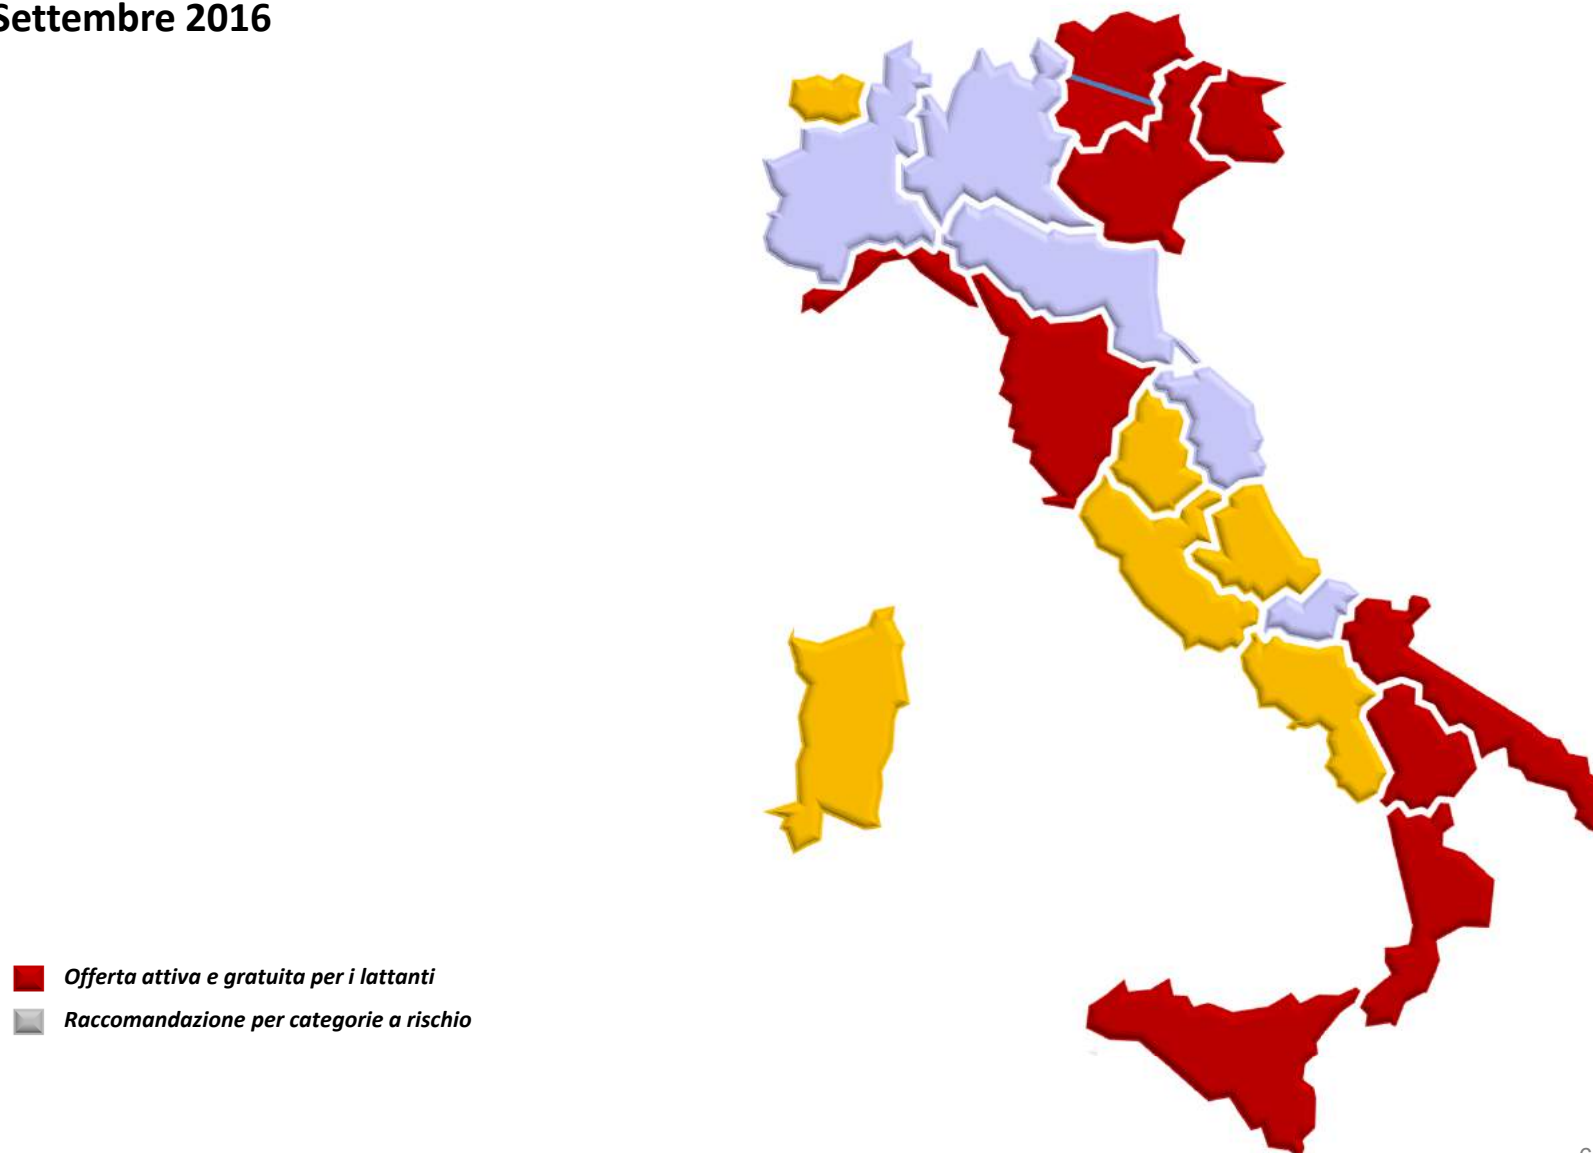 Settembre 2016
Offerta attiva e gratuita per i lattanti
Raccomandazione per categorie a rischio